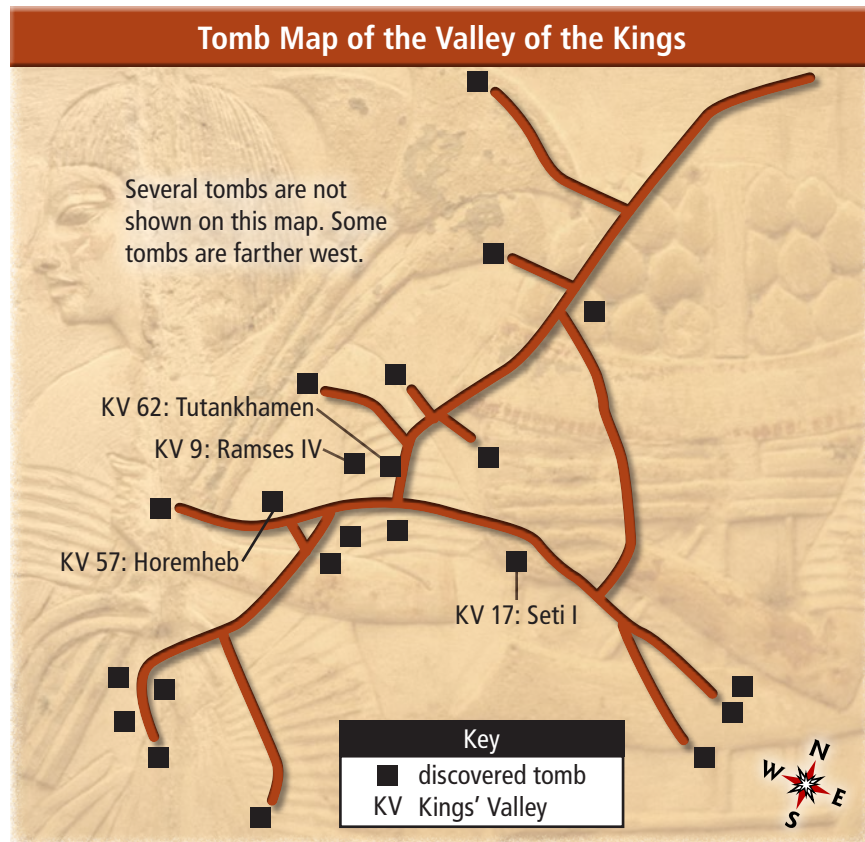 Tomb Map of the Valley of the Kings
Several tombs are not
shown on this map. Some
tombs are farther west.
KV 62: Tutankhamen
KV 9: Ramses IV
KV 57: Horemheb
KV 17: Seti I
Key
discovered tomb
KV Kings' Valley
N
W
E
S